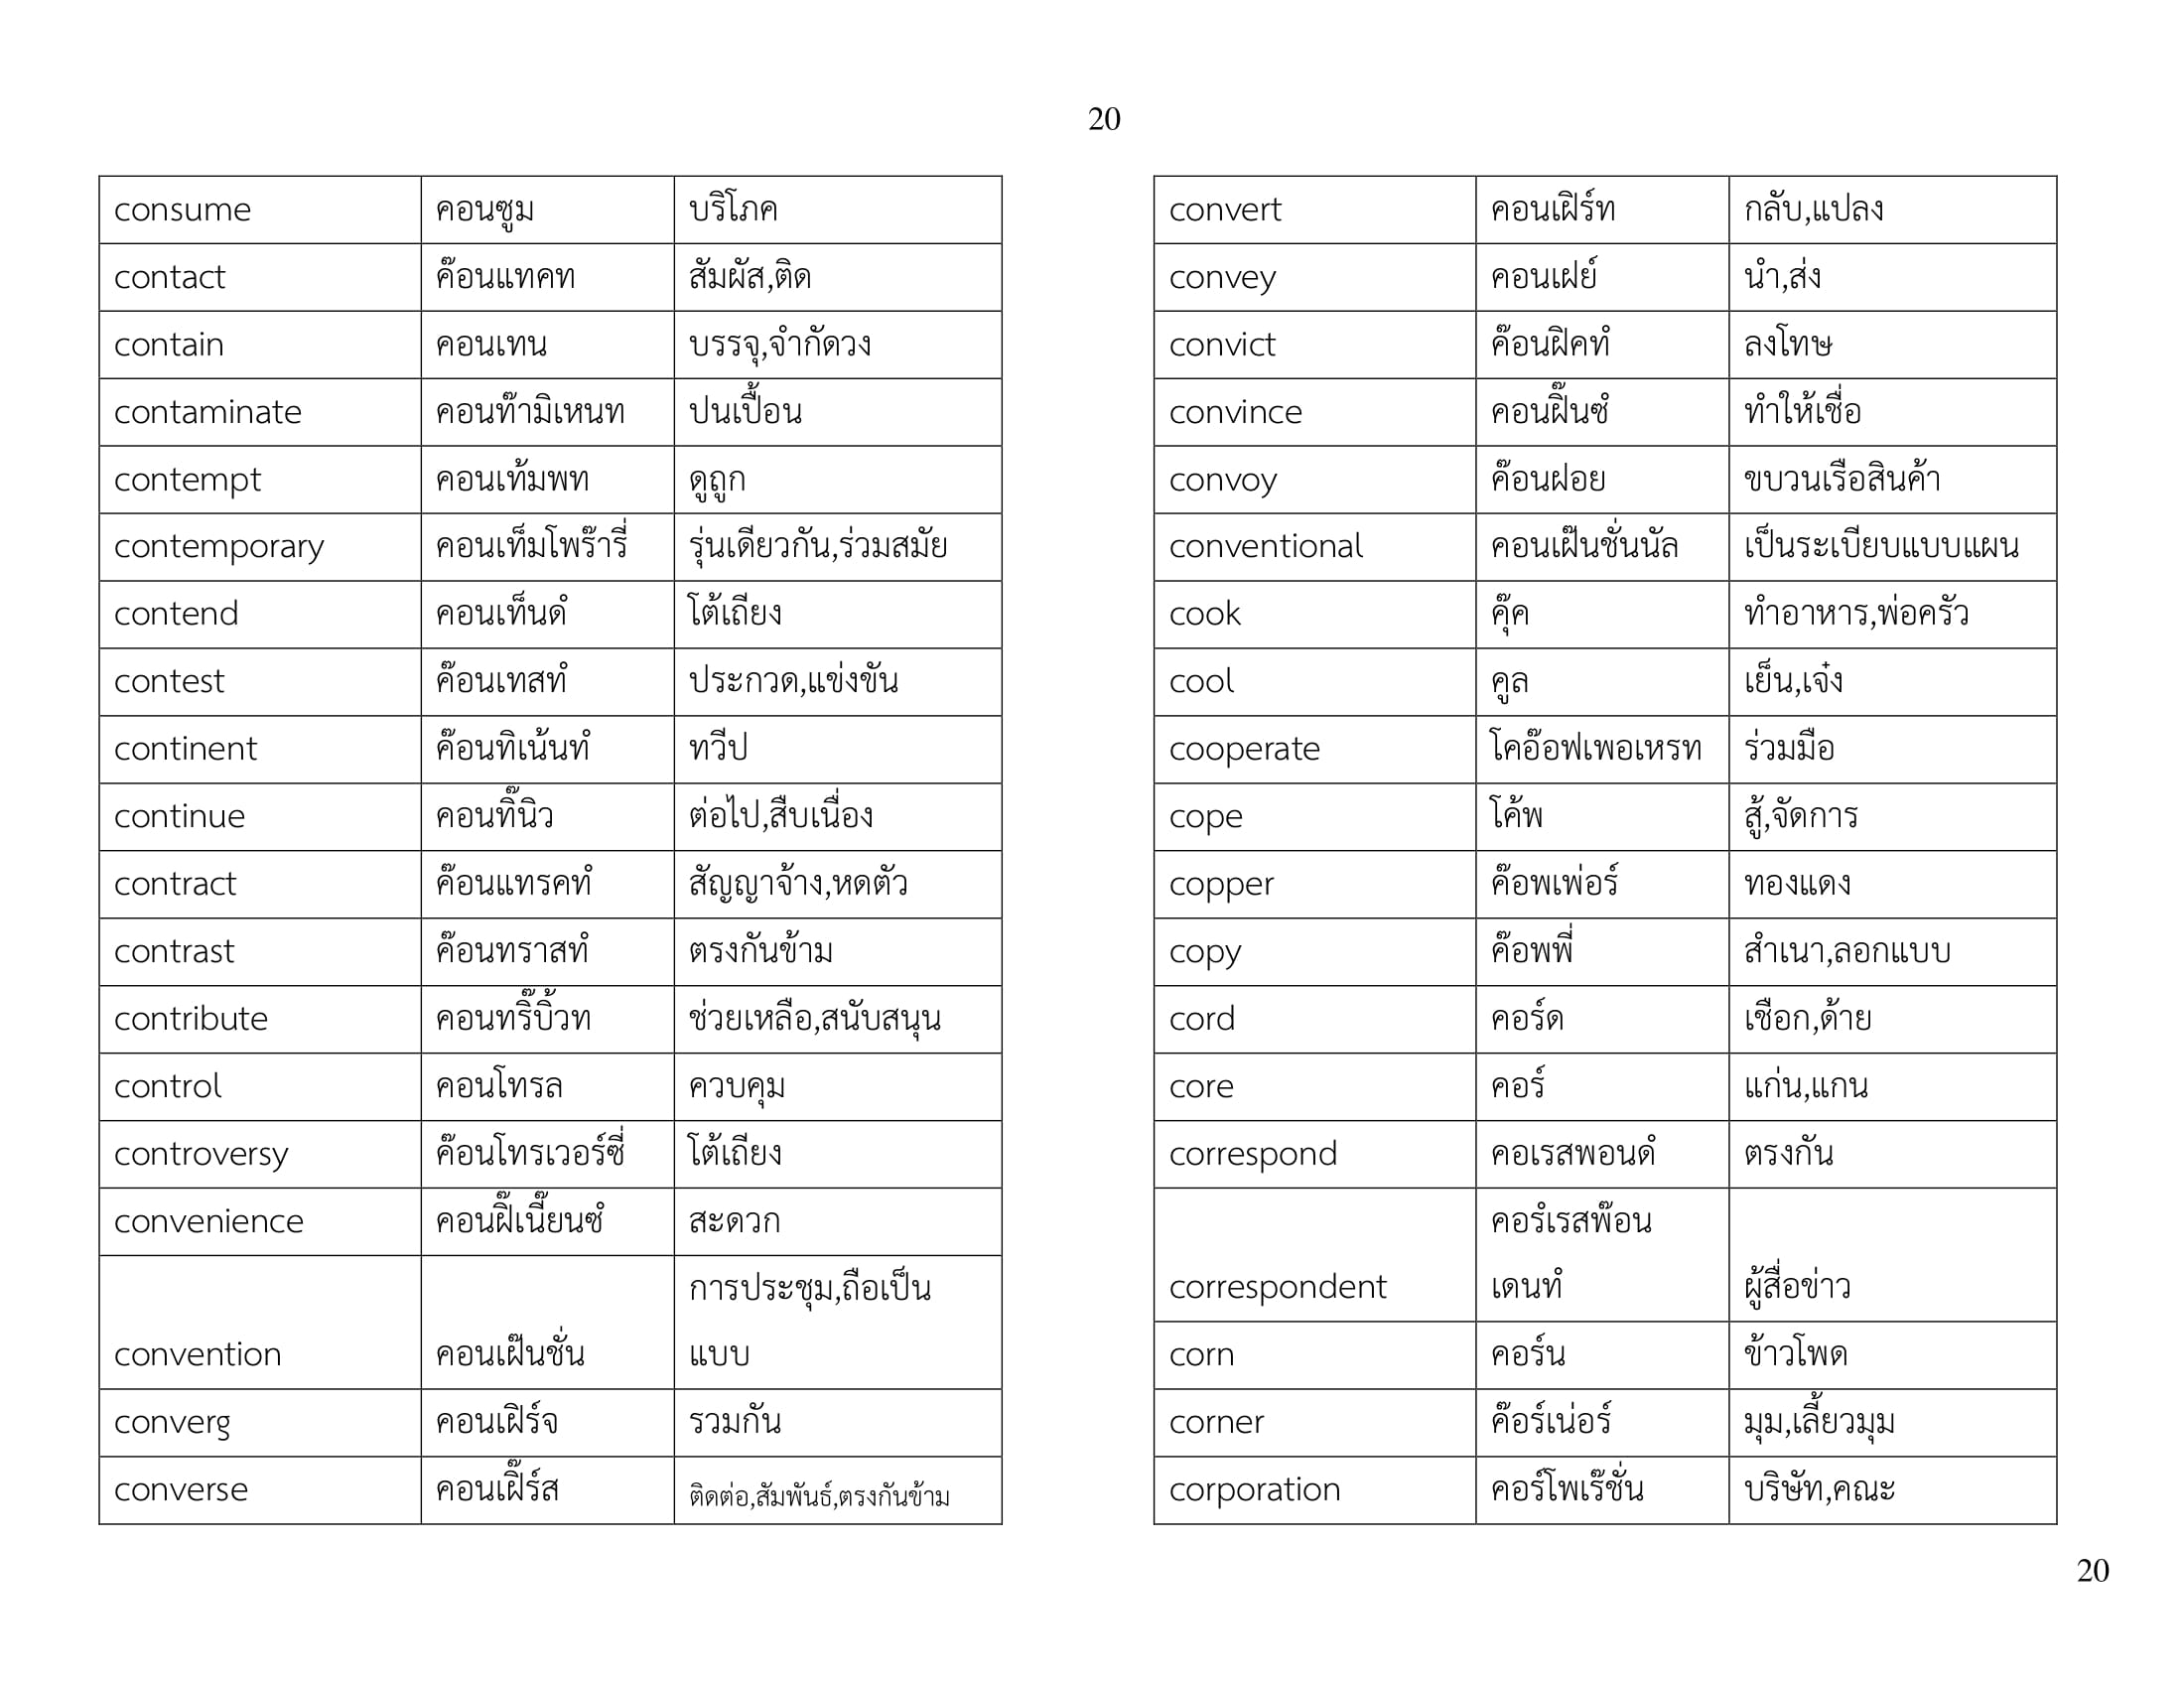 20
consume คอนซูม บริโภค
contact ค๊อนแทคท สัมผัส,ติด
contain คอนเทน บรรจุ,จำกัดวง
contaminate คอนท๊ามิเหนท ปนเปื้อน
contempt คอนเท้มพท ดูถูก
contemporary คอนเท็มโพร๊ารี่ รุ่นเดียวกัน,ร่วมสมัย
contend คอนเท็นดํ โต้เถียง
contest ค๊อนเทสทํ ประกวด,แข่งขัน
continent ค๊อนทิเน้นทํ ทวีป
continue คอนทิ๊นิว ต่อไป,สืบเนื่อง
contract ค๊อนแทรคทํ สัญญาจ้าง,หดตัว
contrast ค๊อนทราสทํ ตรงกันข้าม
contribute คอนทริ๊บิ้วท ช่วยเหลือ,สนับสนุน
control คอนโทรล ควบคุม
controversy ค๊อนโทรเวอร์ซี่ โต้เถียง
convenience คอนฝิ๊เนี๊ยนซํ สะดวก
การประชุม,ถือเป็น
convention คอนเฝ๊นชั่น แบบ
converg คอนเฝิร์จ รวมกัน
converse คอนเฝิ๊ร์ส ติดต่อ,สัมพันธ์,ตรงกันข้าม
convert คอนเฝิร์ท กลับ,แปลง
convey คอนเฝย์ นำ,ส่ง
convict ค๊อนฝิคทํ ลงโทษ
convince คอนฝิ๊นซํ ทำให้เชื่อ
convoy ค๊อนฝอย ขบวนเรือสินค้า
conventional คอนเฝ๊นชั่นนัล เป็นระเบียบแบบแผน
cook คุ๊ค ทำอาหาร,พ่อครัว
cool คูล เย็น,เจ๋ง
cooperate โคอ๊อฟเพอเหรท ร่วมมือ
cope โค้พ สู้,จัดการ
copper ค๊อพเพ่อร์ ทองแดง
copy ค๊อพพี่ สำเนา,ลอกแบบ
cord คอร์ด เชือก,ด้าย
core คอร์ แก่น,แกน
correspond คอเรสพอนดํ ตรงกัน
คอรํเรสพ๊อน
correspondent เดนทํ ผู้สื่อข่าว
corn คอร์น ข้าวโพด
corner ค๊อร์เน่อร์ มุม,เลี้ยวมุม
corporation คอร์โพเร๊ชั่น บริษัท,คณะ
20